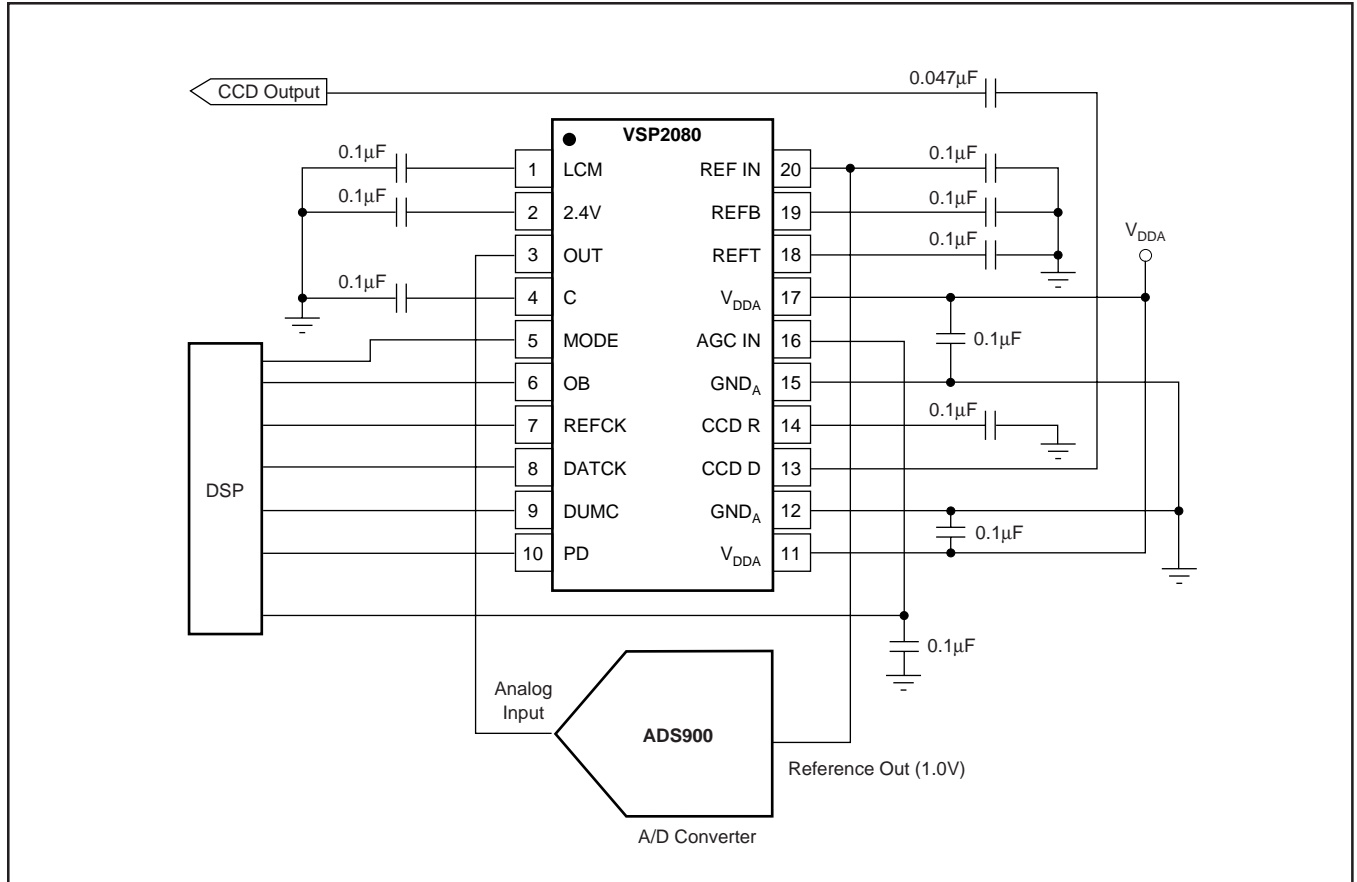 CCD Output
0.047µF
VSP2080
0.1µF
1 LCM
REF IN 20
0.1µF
0.1µF
2 2.4V
REFB 19
0.1µF
3 OUT
REFT 18
0.1µF
VDDA
0.1µF
4 C
VDDA 17
5 MODE
AGC IN 16
0.1µF
6 OB
GNDA 15
7 REFCK
CCD R 14
0.1µF
8 DATCK
CCD D 13
DSP
9 DUMC
GNDA 12
0.1µF
10 PD
VDDA 11
0.1µF
Analog
Input
ADS900
Reference Out (1.0V)
A/D Converter